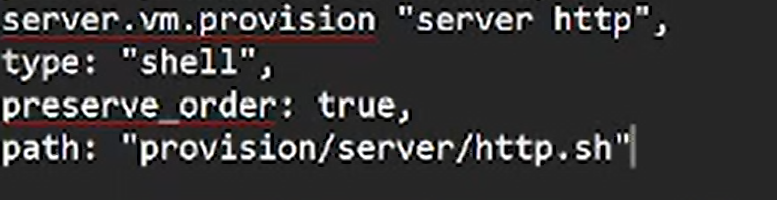 server.vm.provision "server http",
type: "shell",
preserve_order: true,
path: "provision/server/http.sh"